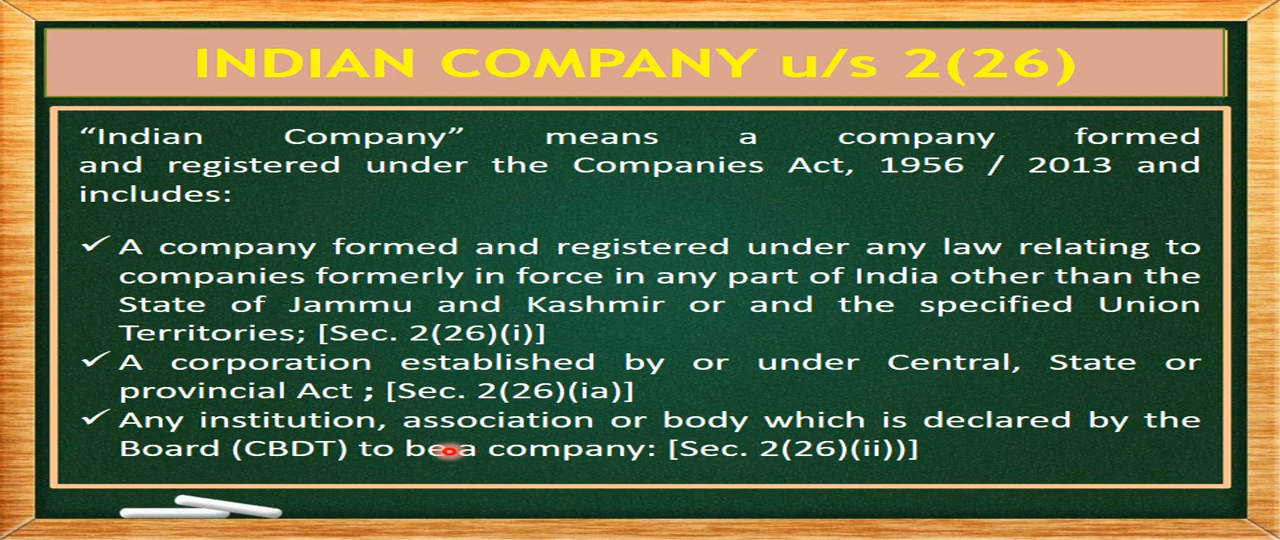 INDIAN COMPANY u/s 2(26)
“Indian Company” means a company formed
and registered under the Companies Act, 1956 / 2013 and
includes:
✓ A company formed and registered under any law relating to
companies formerly in force in any part of India other than the
State of Jammu and Kashmir or and the specified Union
Territories; [Sec. 2(26)(i)]
✓ A corporation established by or under Central, State or
provincial Act ; [Sec. 2(26)(ia)]
✓ Any institution, association or body which is declared by the
Board (CBDT) to be a company: [Sec. 2(26)(ii))]